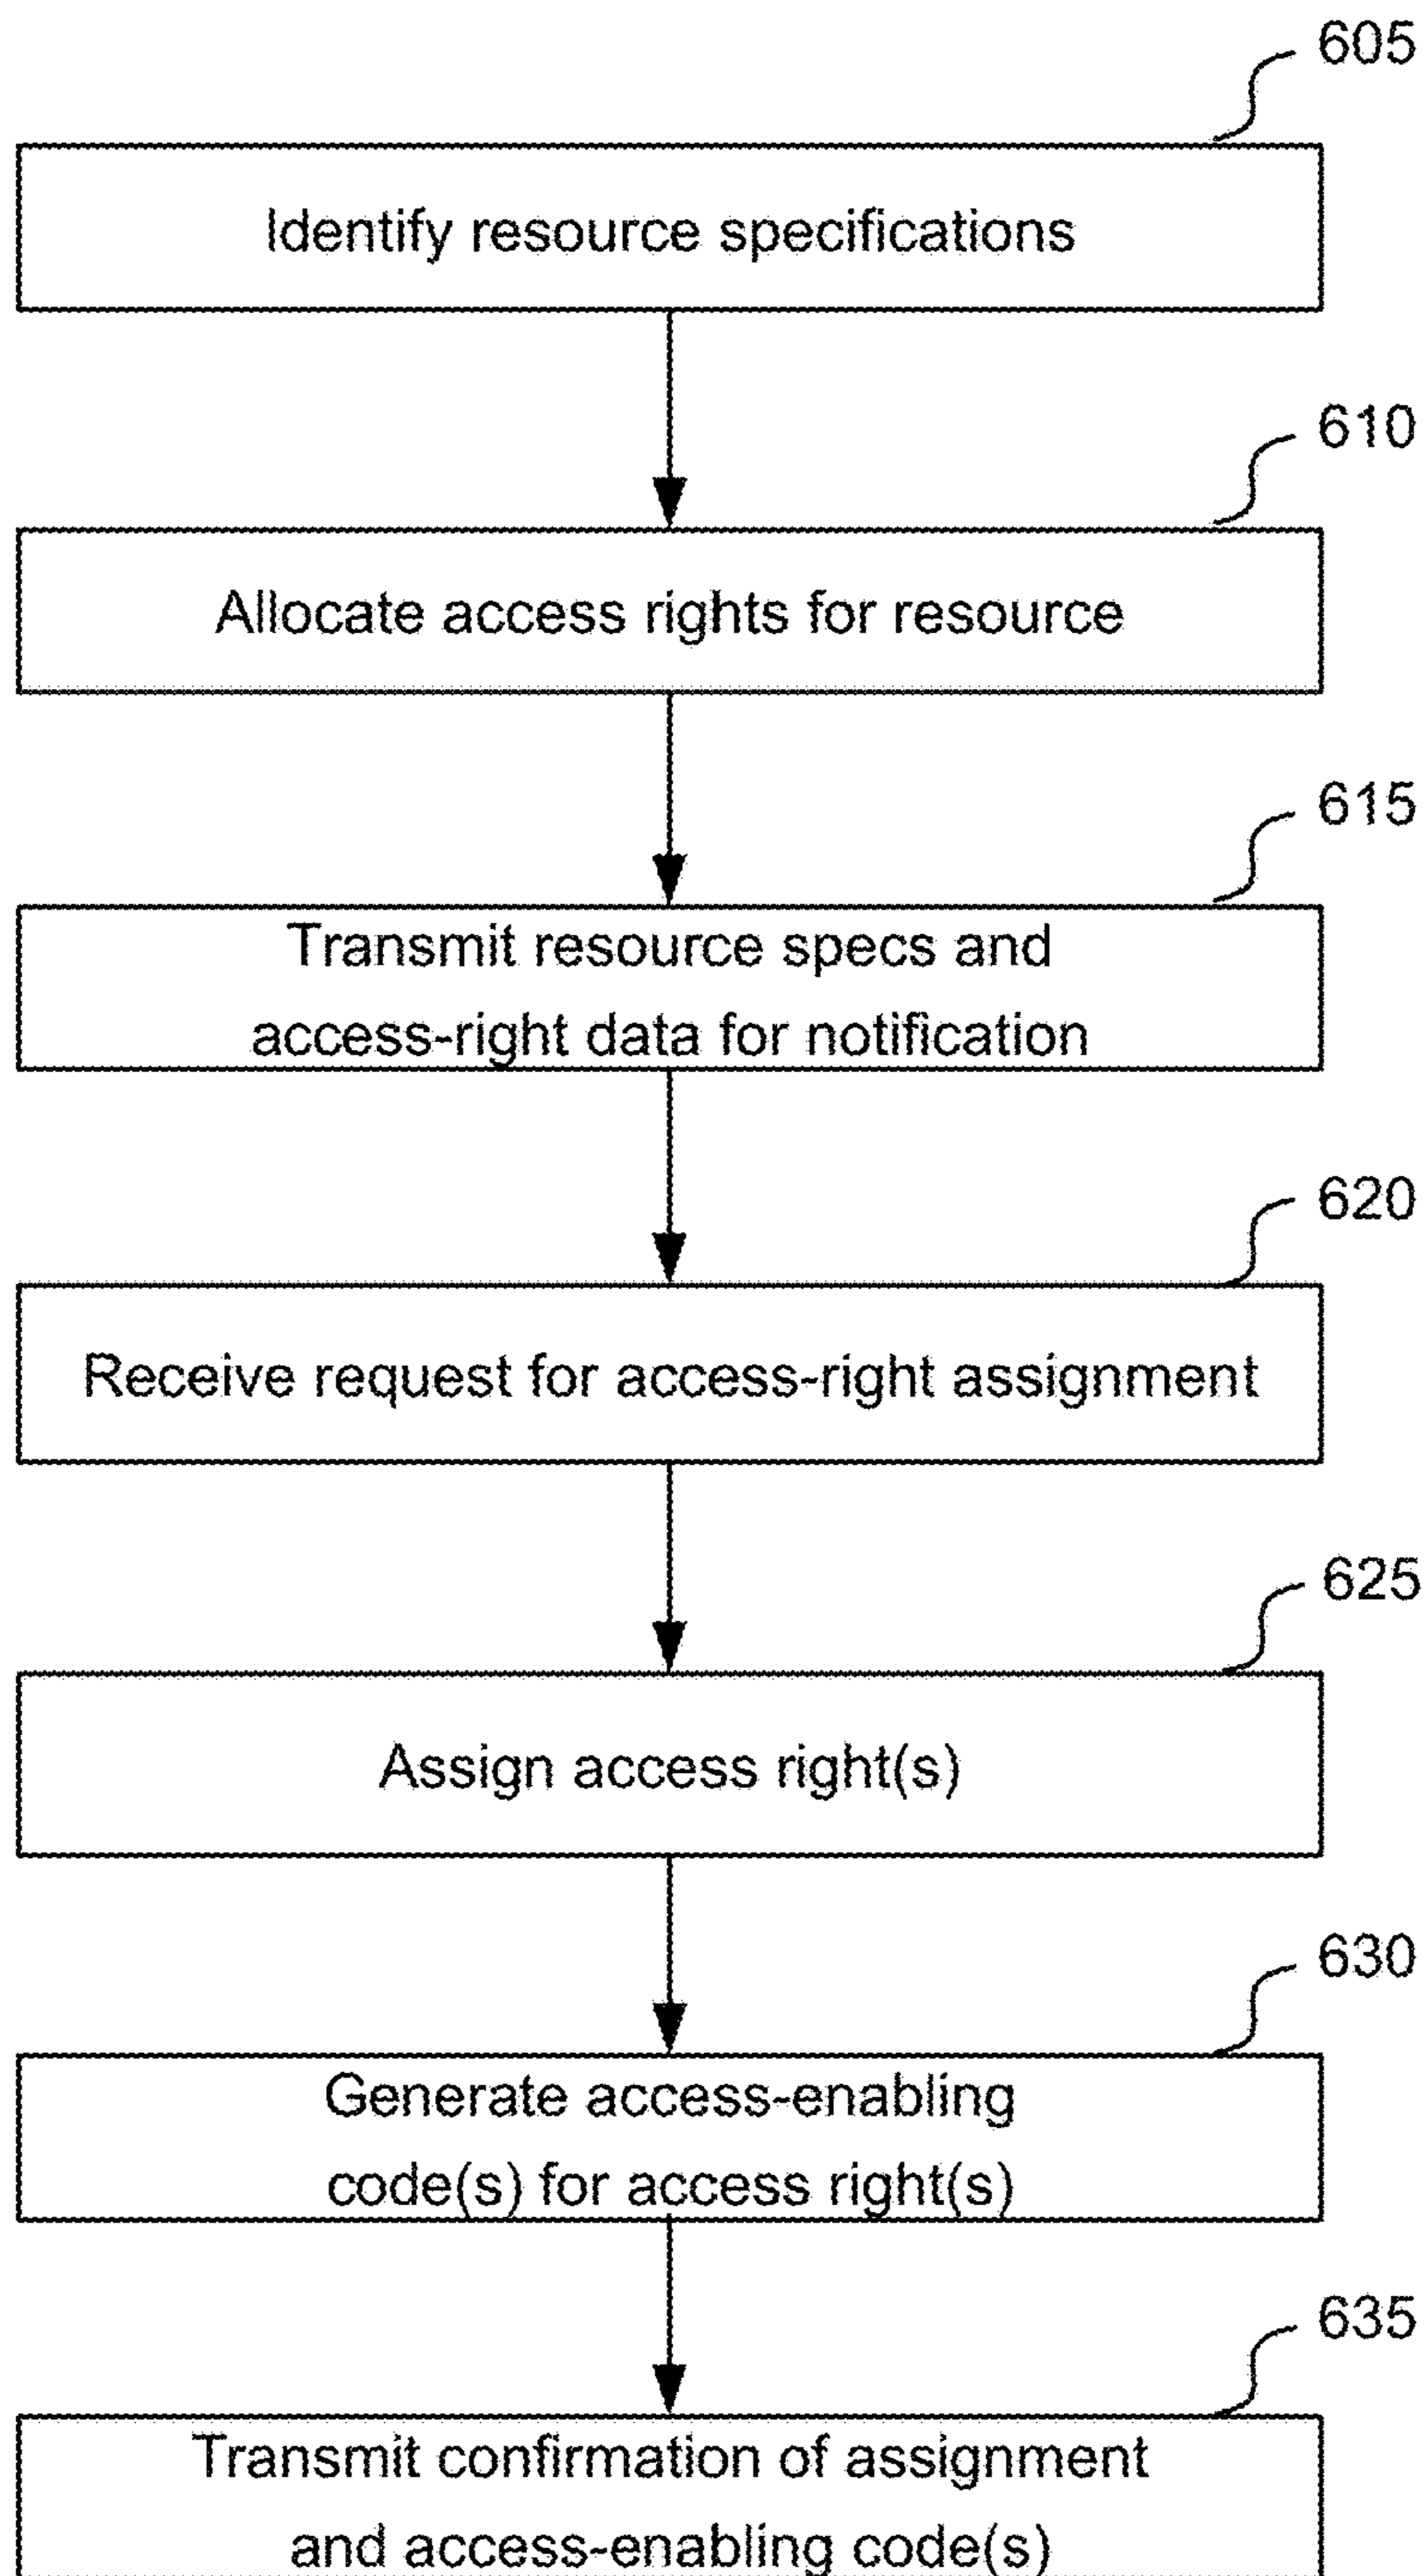 605
Identify resource specifications
610
Allocate access rights for resource
615
Transmit resource specs and
access-right data for notification
620
Receive request for access-right assignment
625
Assign access right(s)
630
Generate access-enabling
code(s) for access right(s)
635
Transmit confirmation of assignment
and access-enabling code(s)